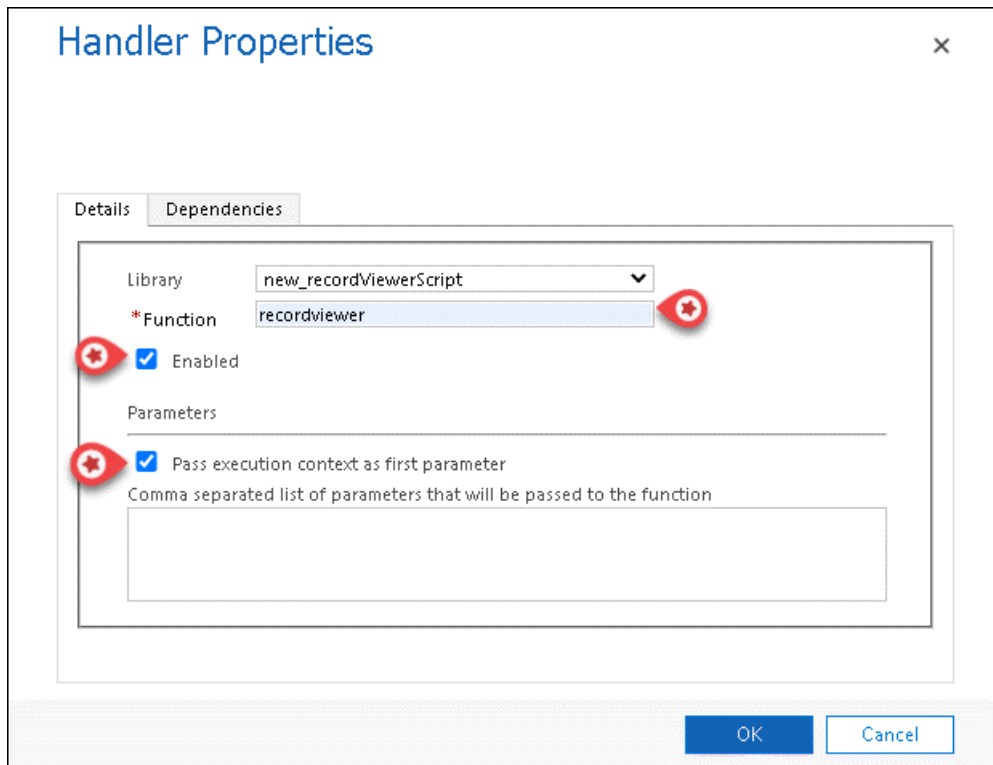 Handler Properties
Details Dependencies
Library new_recordViewerScript
*Function recordviewer
Enabled
Parameters
Pass execution context as first parameter
Comma separated list of parameters that will be passed to the function
OK Cancel